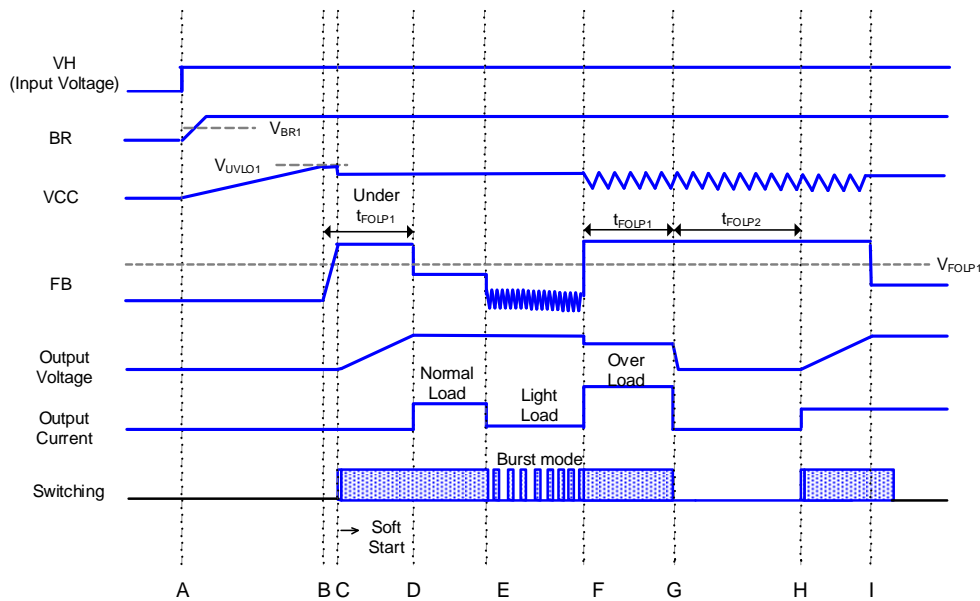 VH
(Input Voltage)
BR
VBR1
VUVLO1
VCC
Under
tFOLP1
tFOLP1
tFOLP2
VFOLP1
FB
Output
Voltage
Normal
Load
Light
Load
Over
Load
Output
Current
Burst mode
Switching
Soft
Start
A B C D E F G H I